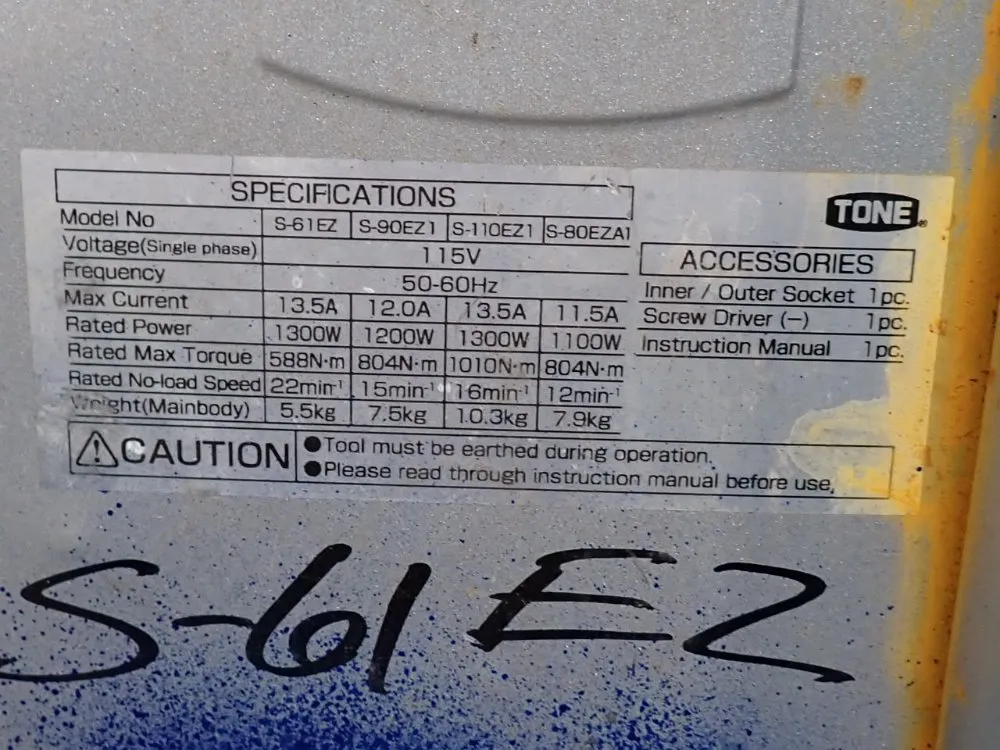 SPECIFICATIONS
Model No S-61EZ S-90EZ1 S-110EZ1 S-80EZA1
Voltage(Single phase) 115V
Frequency 50-60Hz
Max Current 13.5A 12.0A 13.5A 11.5A
Rated Power 1300W 1200W 1300W 1100W
Rated Max Torque 588N·m 804N·m 1010N·m 804N·m
Rated No-load Speed 22min⁻¹ 15min⁻¹ 16min⁻¹ 12min⁻¹
Weight(Mainbody) 5.5kg 7.5kg 10.3kg 7.9kg
TONE®
ACCESSORIES
Inner / Outer Socket 1pc.
Screw Driver (−) 1pc.
Instruction Manual 1pc.
CAUTION
●Tool must be earthed during operation.
●Please read through instruction manual before use.
S-61EZ